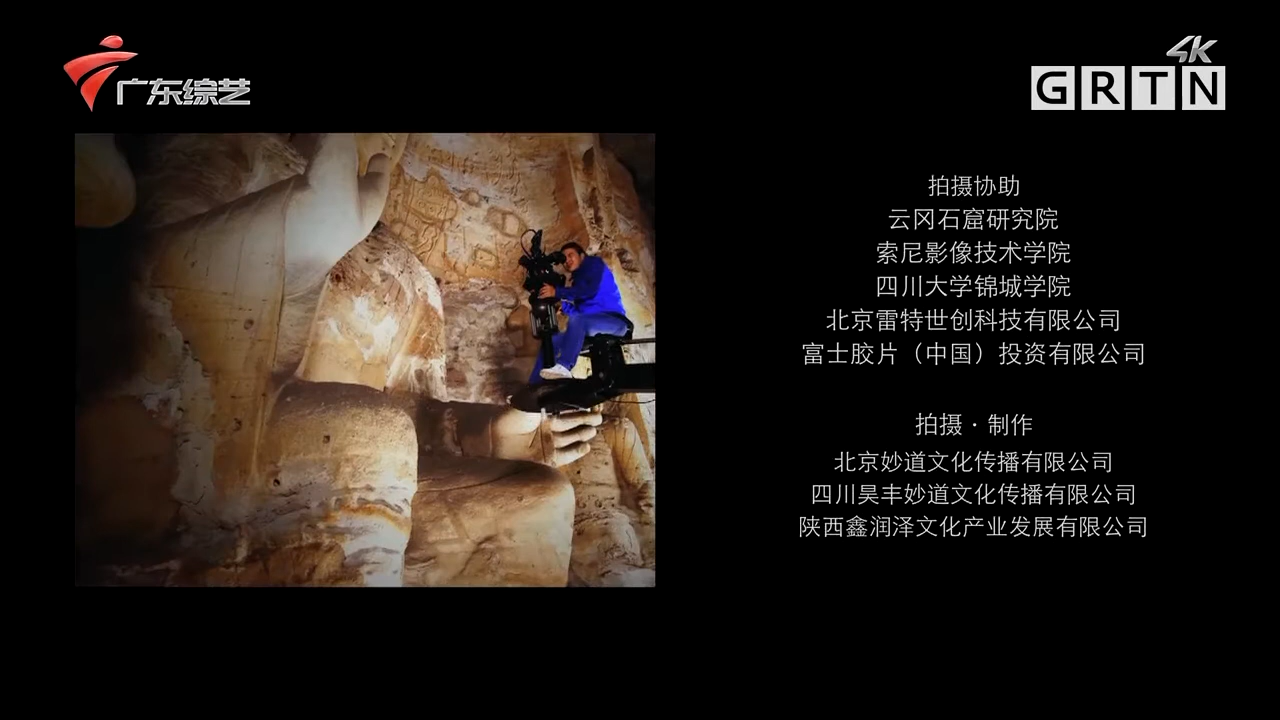 广东综艺
4K
GRTN
拍摄协助
云冈石窟研究院
索尼影像技术学院
四川大学锦城学院
北京雷特世创科技有限公司
富士胶片（中国）投资有限公司
拍摄·制作
北京妙道文化传播有限公司
四川昊丰妙道文化传播有限公司
陕西鑫润泽文化产业发展有限公司